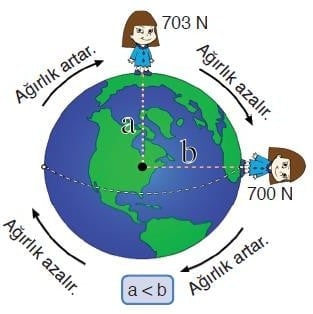 703 N
Ağırlık artar.
Ağırlık azalır.
a
b
700 N
Ağırlık azalır.
Ağırlık artar.
a < b